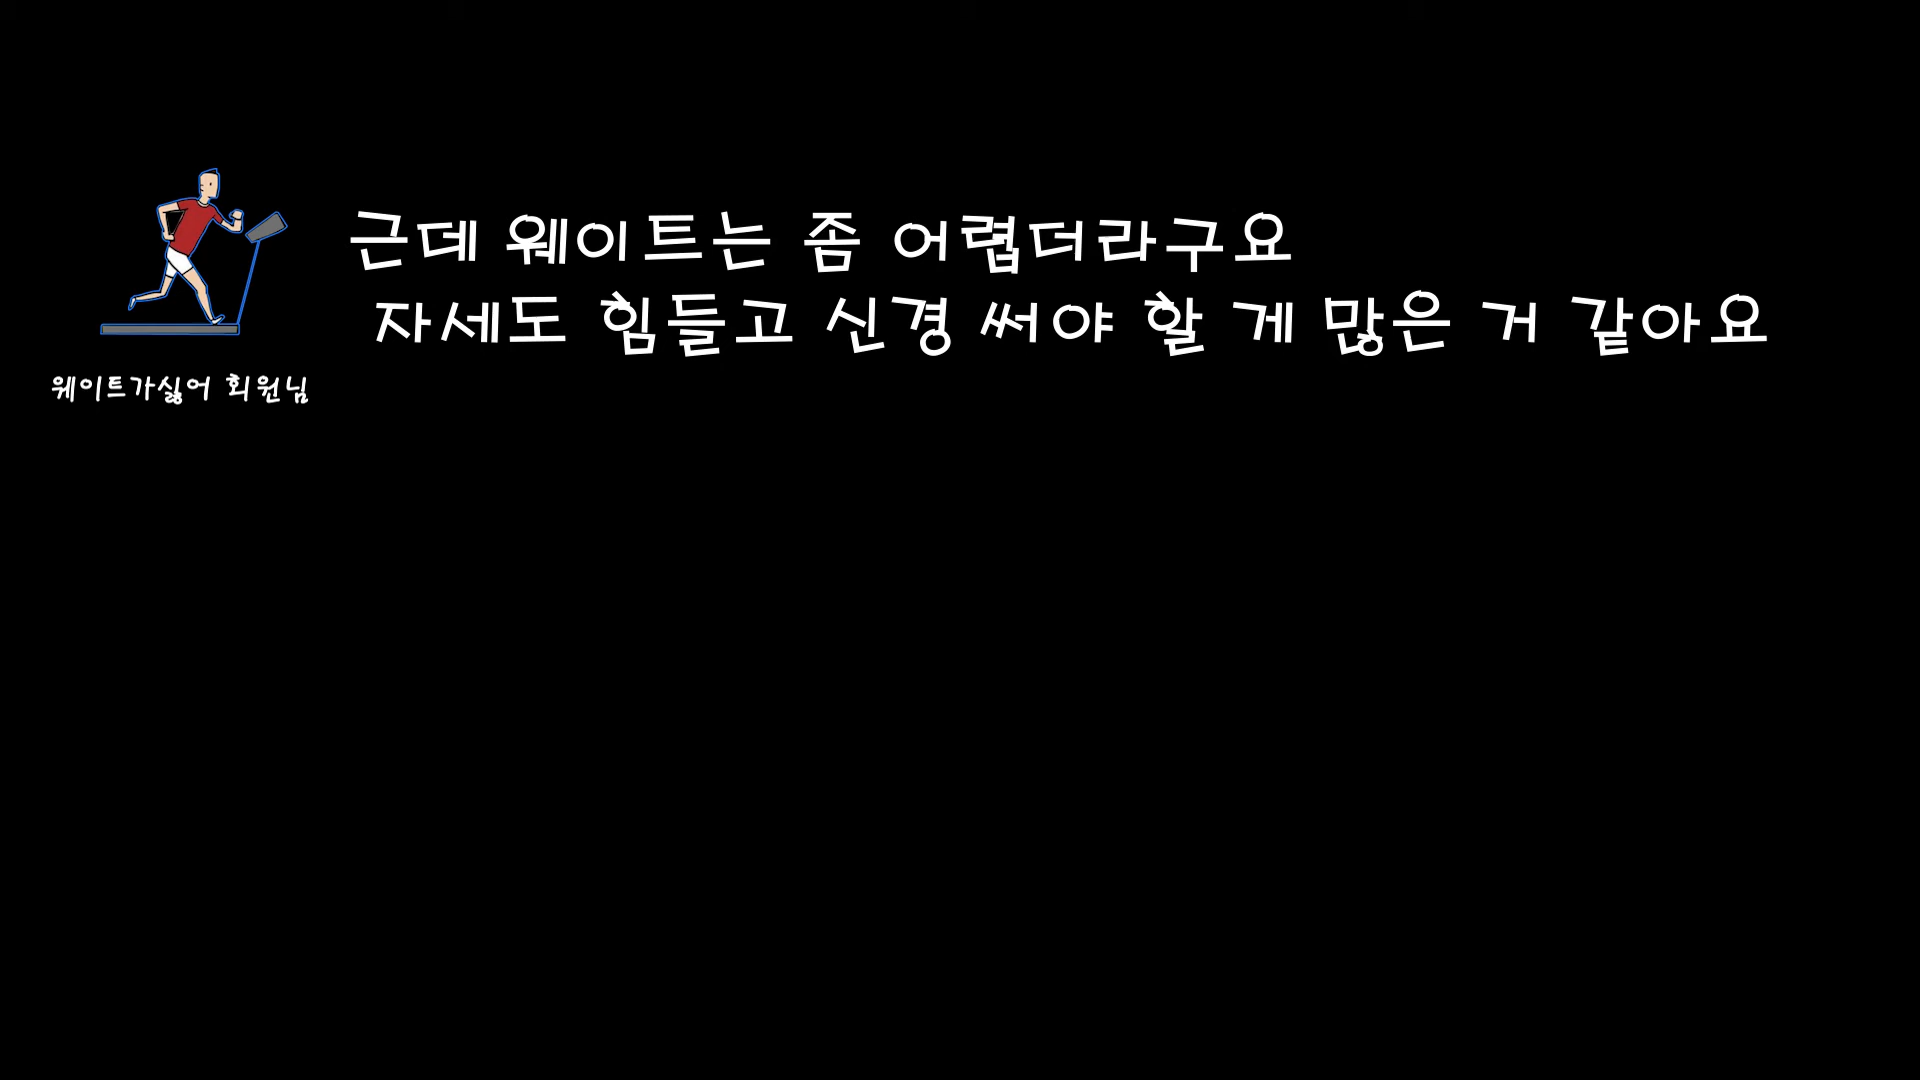 근데 웨이트는 좀 어렵더라구요
자세도 힘들고 신경 써야 할 게 많은 거 같아요
웨이트가싫어 회원님